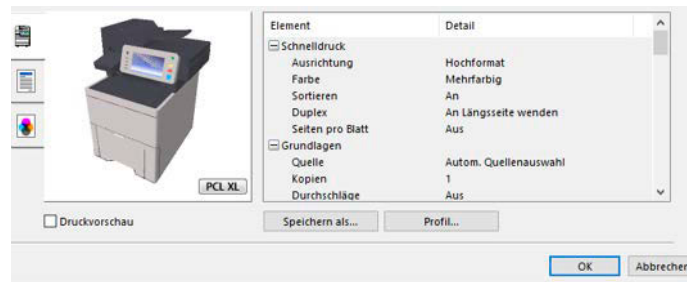 Element Detail
Schnelldruck
Ausrichtung Hochformat
Farbe Mehrfarbig
Sortieren An
Duplex An Längsseite wenden
Seiten pro Blatt Aus
Grundlagen
Quelle Autom. Quellenauswahl
Kopien 1
Durchschläge Aus
PCL XL
Druckvorschau Speichern als... Profil...
OK Abbrecher